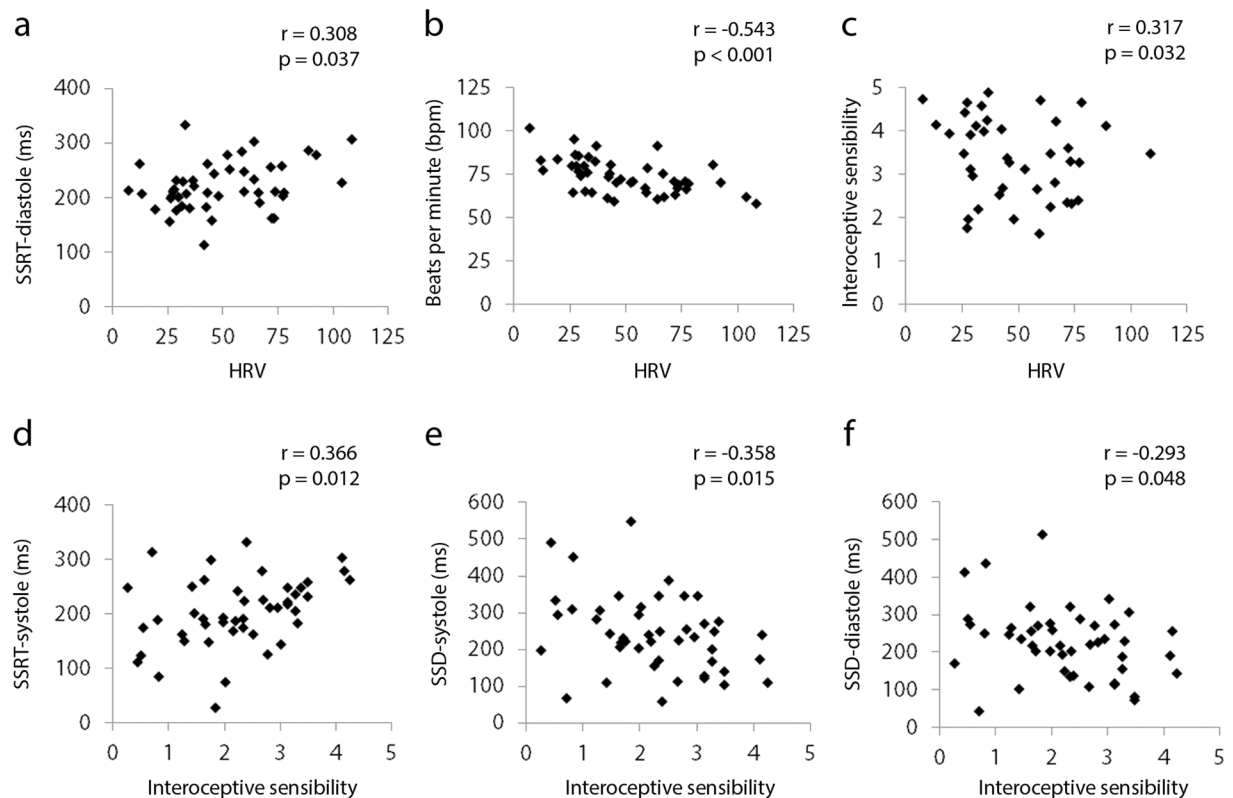 a
r = 0.308
p = 0.037
400
300
200
100
0
SSRT-diastole (ms)
0 25 50 75 100 125
HRV
b
r = -0.543
p < 0.001
125
100
75
50
25
0
Beats per minute (bpm)
0 25 50 75 100 125
HRV
c
r = 0.317
p = 0.032
5
4
3
2
1
0
Interoceptive sensibility
0 25 50 75 100 125
HRV
d
r = 0.366
p = 0.012
400
300
200
100
0
SSRT-systole (ms)
0 1 2 3 4 5
Interoceptive sensibility
e
r = -0.358
p = 0.015
600
500
400
300
200
100
0
SSD-systole (ms)
0 1 2 3 4 5
Interoceptive sensibility
f
r = -0.293
p = 0.048
600
500
400
300
200
100
0
SSD-diastole (ms)
0 1 2 3 4 5
Interoceptive sensibility